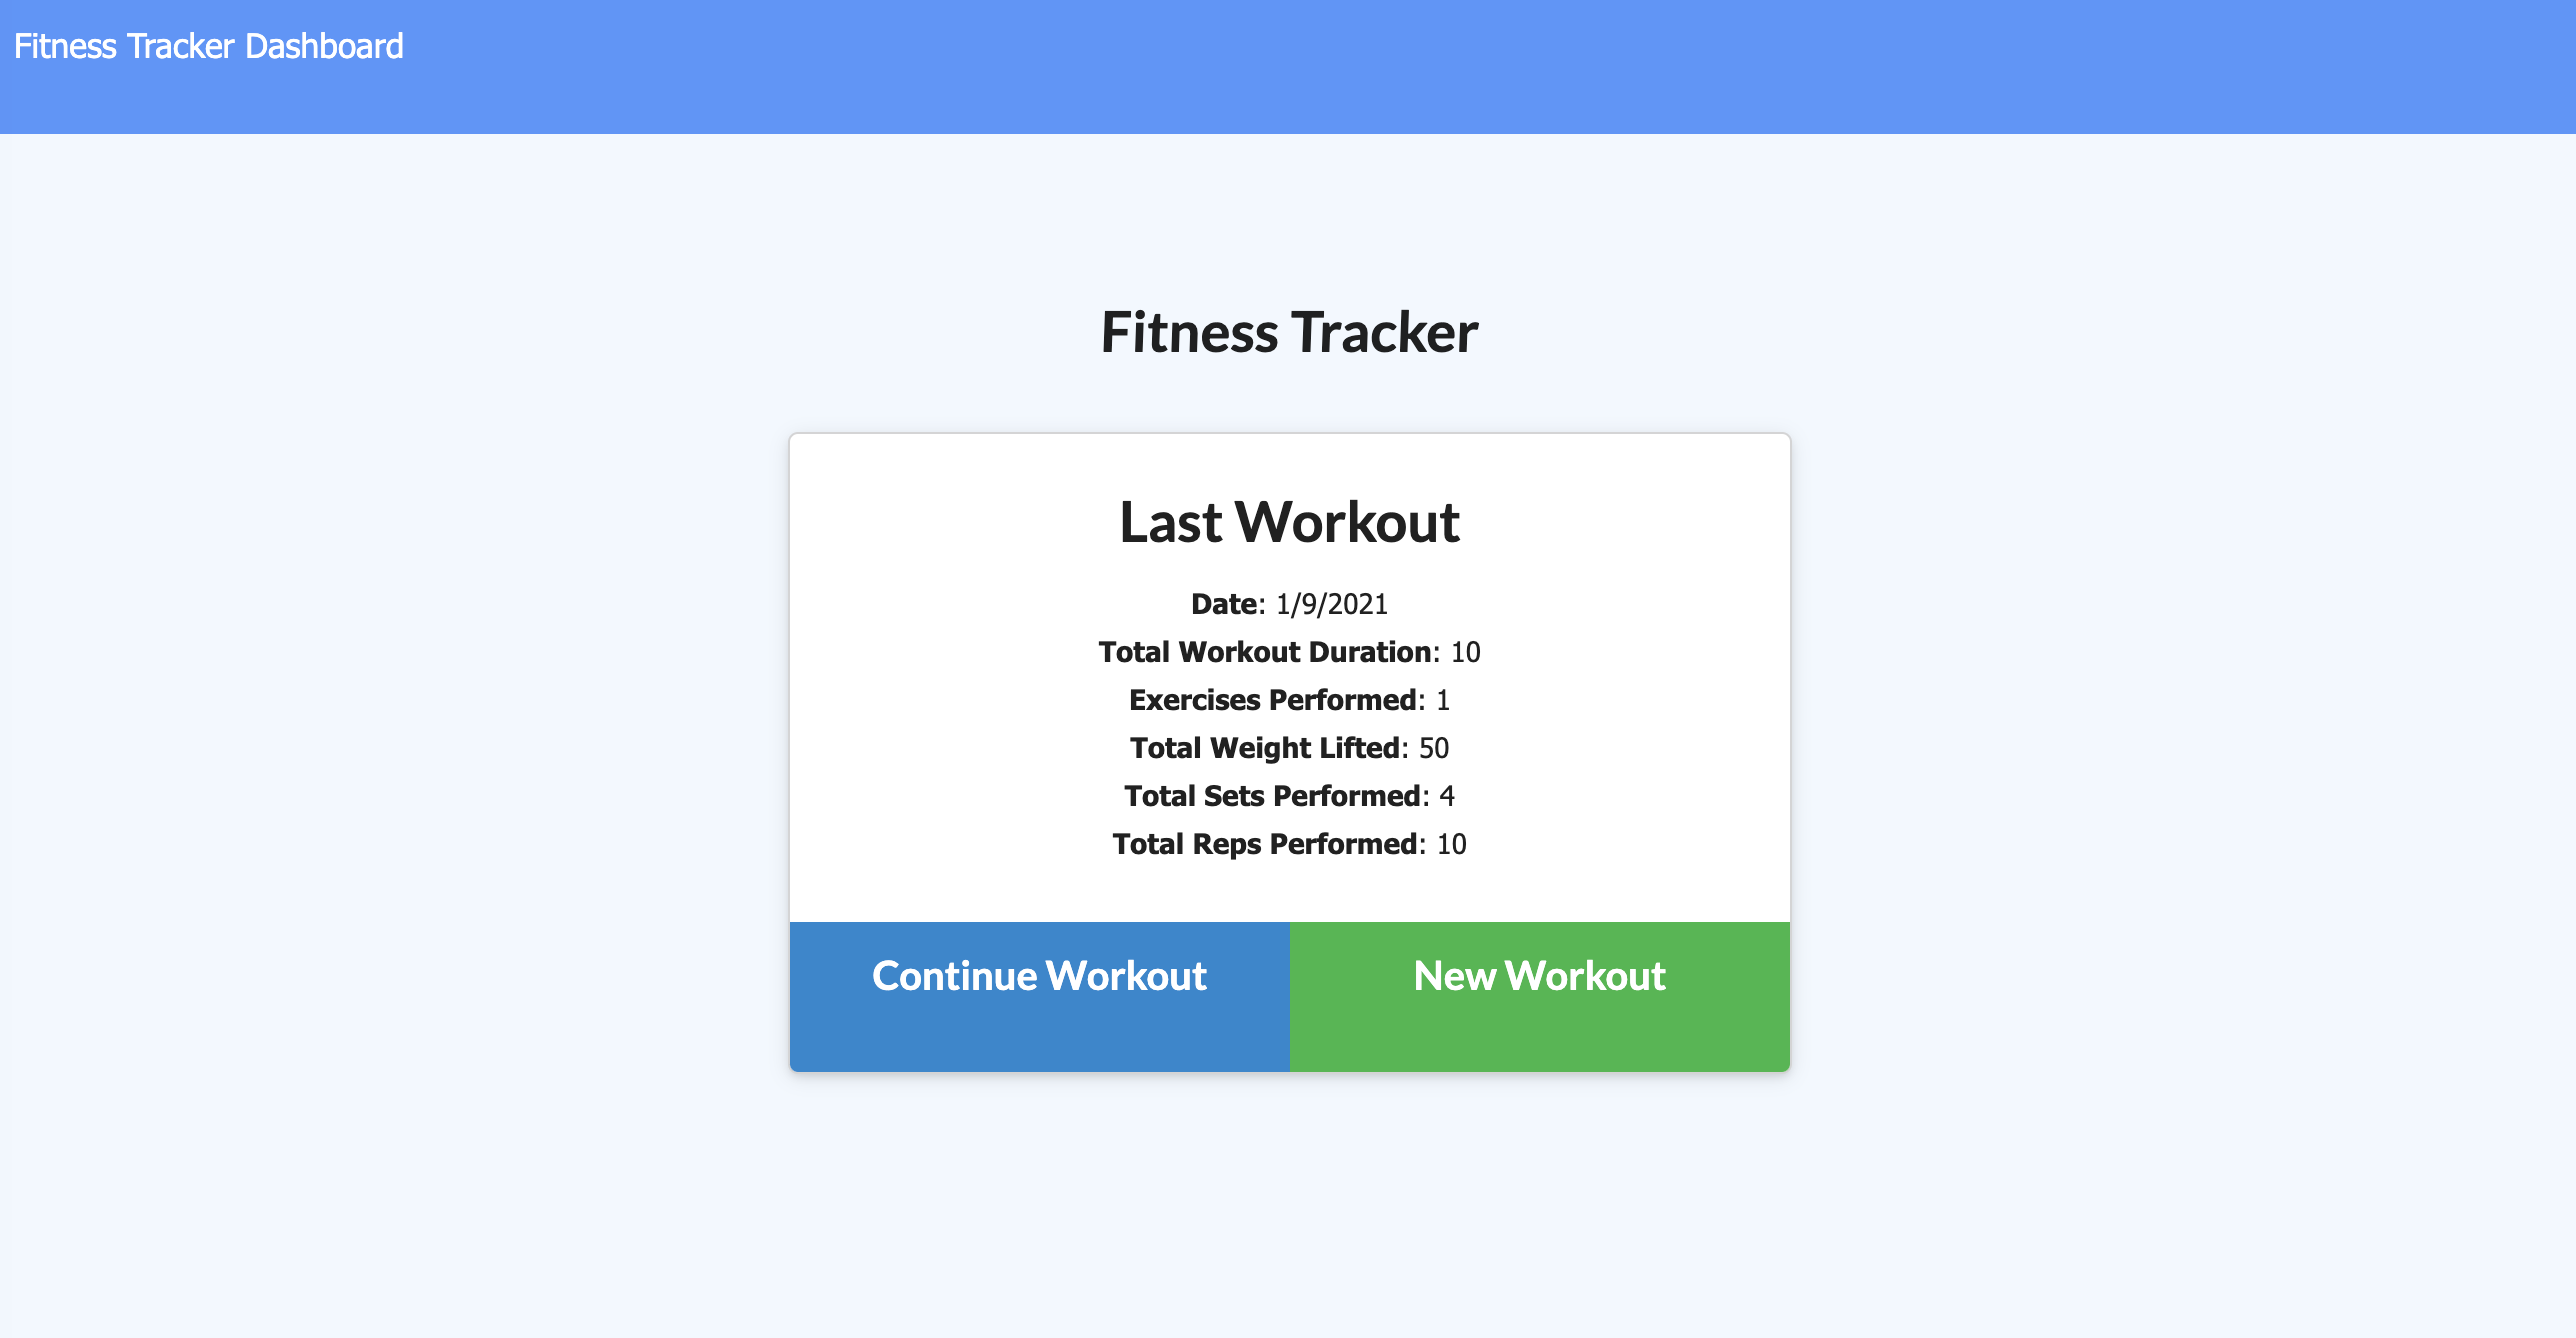 Fitness Tracker Dashboard
Fitness Tracker
Last Workout
Date: 1/9/2021
Total Workout Duration: 10
Exercises Performed: 1
Total Weight Lifted: 50
Total Sets Performed: 4
Total Reps Performed: 10
Continue Workout New Workout